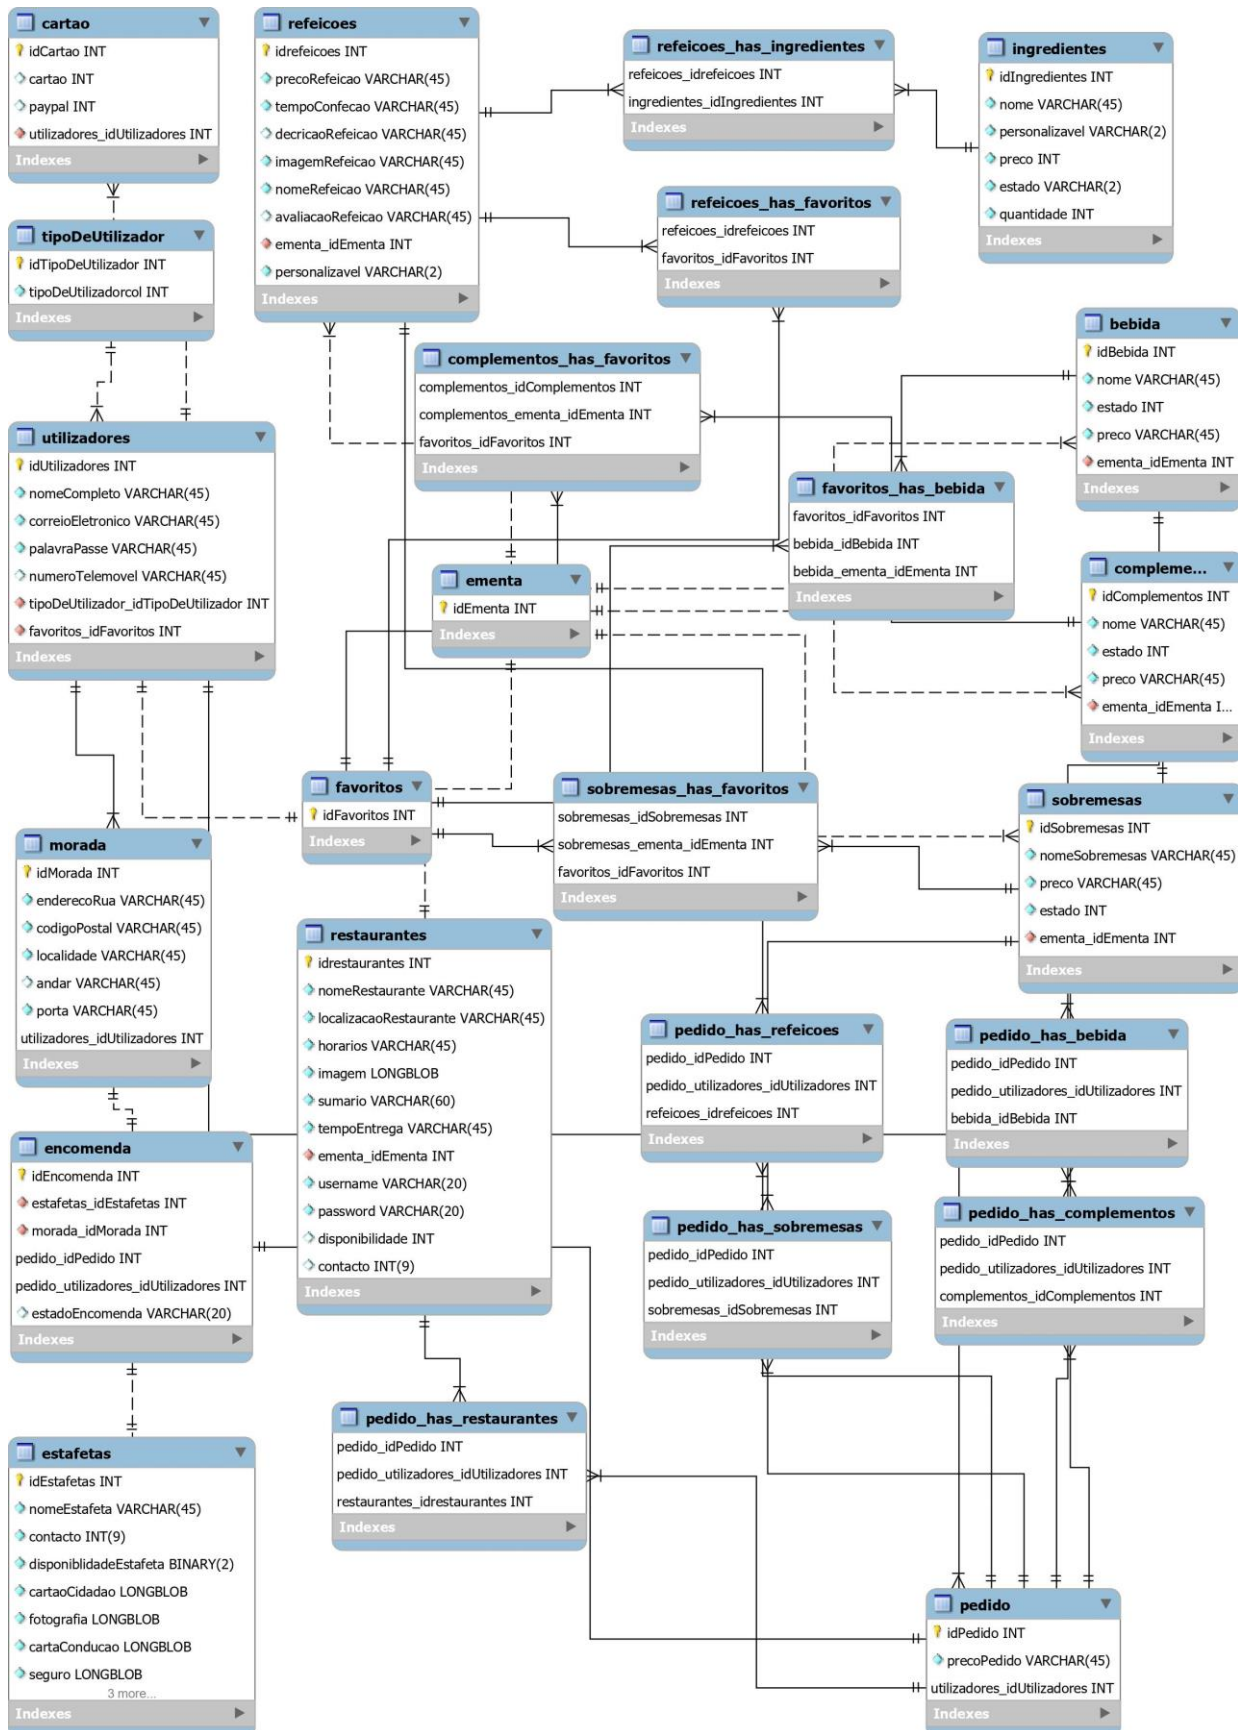 cartao
idCartao INT
cartao INT
paypal INT
utilizadores_idUtilizadores INT
Indexes
refeicoes
idrefeicoes INT
precoRefeicao VARCHAR(45)
tempoConfecao VARCHAR(45)
decricaoRefeicao VARCHAR(45)
imagemRefeicao VARCHAR(45)
nomeRefeicao VARCHAR(45)
avaliacaoRefeicao VARCHAR(45)
ementa_idEmenta INT
personalizável VARCHAR(2)
Indexes
refeicoes_has_ingredientes
refeicoes_idrefeicoes INT
ingredientes_idIngredientes INT
Indexes
ingredientes
idIngredientes INT
nome VARCHAR(45)
personalizável VARCHAR(2)
preco INT
estado VARCHAR(2)
quantidade INT
Indexes
refeicoes_has_favoritos
refeicoes_idrefeicoes INT
favoritos_idFavoritos INT
Indexes
tipoDeUtilizador
idTipoDeUtilizador INT
tipoDeUtilizadorcol INT
Indexes
complementos_has_favoritos
complementos_idComplementos INT
complementos_ementa_idEmenta INT
favoritos_idFavoritos INT
Indexes
bebida
idBebida INT
nome VARCHAR(45)
estado INT
preco VARCHAR(45)
ementa_idEmenta INT
Indexes
utilizadores
idUtilizadores INT
nomeCompleto VARCHAR(45)
correioEletronico VARCHAR(45)
palavraPasse VARCHAR(45)
numeroTelemovel VARCHAR(45)
tipoDeUtilizador_idTipoDeUtilizador INT
favoritos_idFavoritos INT
Indexes
favoritos_has_bebida
favoritos_idFavoritos INT
bebida_idBebida INT
bebida_ementa_idEmenta INT
Indexes
ementa
idEmenta INT
Indexes
compleme...
idComplementos INT
nome VARCHAR(45)
estado INT
preco VARCHAR(45)
ementa_idEmenta I...
Indexes
favoritos
idFavoritos INT
Indexes
sobremesas_has_favoritos
sobremesas_idSobremesas INT
sobremesas_ementa_idEmenta INT
favoritos_idFavoritos INT
Indexes
sobremesas
idSobremesas INT
nomeSobremesas VARCHAR(45)
preco VARCHAR(45)
estado INT
ementa_idEmenta INT
Indexes
morada
idMorada INT
enderecoRua VARCHAR(45)
codigoPostal VARCHAR(45)
localidade VARCHAR(45)
andar VARCHAR(45)
porta VARCHAR(45)
utilizadores_idUtilizadores INT
Indexes
restaurantes
idrestaurantes INT
nomeRestaurante VARCHAR(45)
localizacaoRestaurante VARCHAR(45)
horarios VARCHAR(45)
imagem LONGBLOB
sumario VARCHAR(60)
tempoEntrega VARCHAR(45)
ementa_idEmenta INT
username VARCHAR(20)
password VARCHAR(20)
disponibilidade INT
contacto INT(9)
Indexes
pedido_has_refeicoes
pedido_idPedido INT
pedido_utilizadores_idUtilizadores INT
refeicoes_idrefeicoes INT
Indexes
pedido_has_bebida
pedido_idPedido INT
pedido_utilizadores_idUtilizadores INT
bebida_idBebida INT
Indexes
encomenda
idEncomenda INT
estafetas_idEstafetas INT
morada_idMorada INT
pedido_idPedido INT
pedido_utilizadores_idUtilizadores INT
estadoEncomenda VARCHAR(20)
Indexes
pedido_has_sobremesas
pedido_idPedido INT
pedido_utilizadores_idUtilizadores INT
sobremesas_idSobremesas INT
Indexes
pedido_has_complementos
pedido_idPedido INT
pedido_utilizadores_idUtilizadores INT
complementos_idComplementos INT
Indexes
pedido_has_restaurantes
pedido_idPedido INT
pedido_utilizadores_idUtilizadores INT
restaurantes_idrestaurantes INT
Indexes
estafetas
idEstafetas INT
nomeEstafeta VARCHAR(45)
contacto INT(9)
disponiblidadeEstafeta BINARY(2)
cartaoCidadao LONGBLOB
fotografia LONGBLOB
cartaConducao LONGBLOB
seguro LONGBLOB
3 more...
Indexes
pedido
idPedido INT
precoPedido VARCHAR(45)
utilizadores_idUtilizadores INT
Indexes